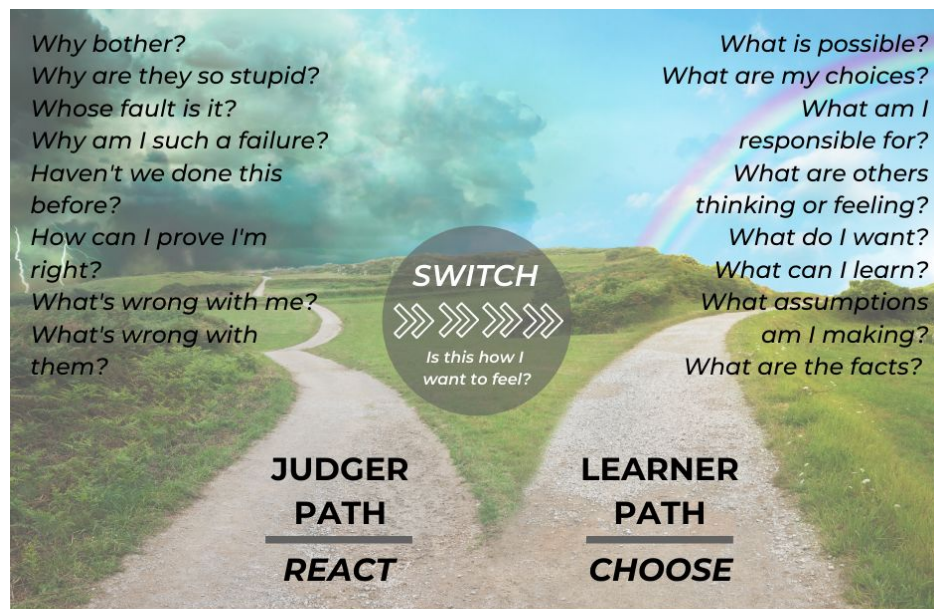 Why bother?
Why are they so stupid?
Whose fault is it?
Why am I such a failure?
Haven't we done this
before?
How can I prove I'm
right?
What's wrong with me?
What's wrong with
them?
What is possible?
What are my choices?
What am I
responsible for?
What are others
thinking or feeling?
What do I want?
What can I learn?
What assumptions
am I making?
What are the facts?
SWITCH
Is this how I
want to feel?
JUDGER
PATH
REACT
LEARNER
PATH
CHOOSE